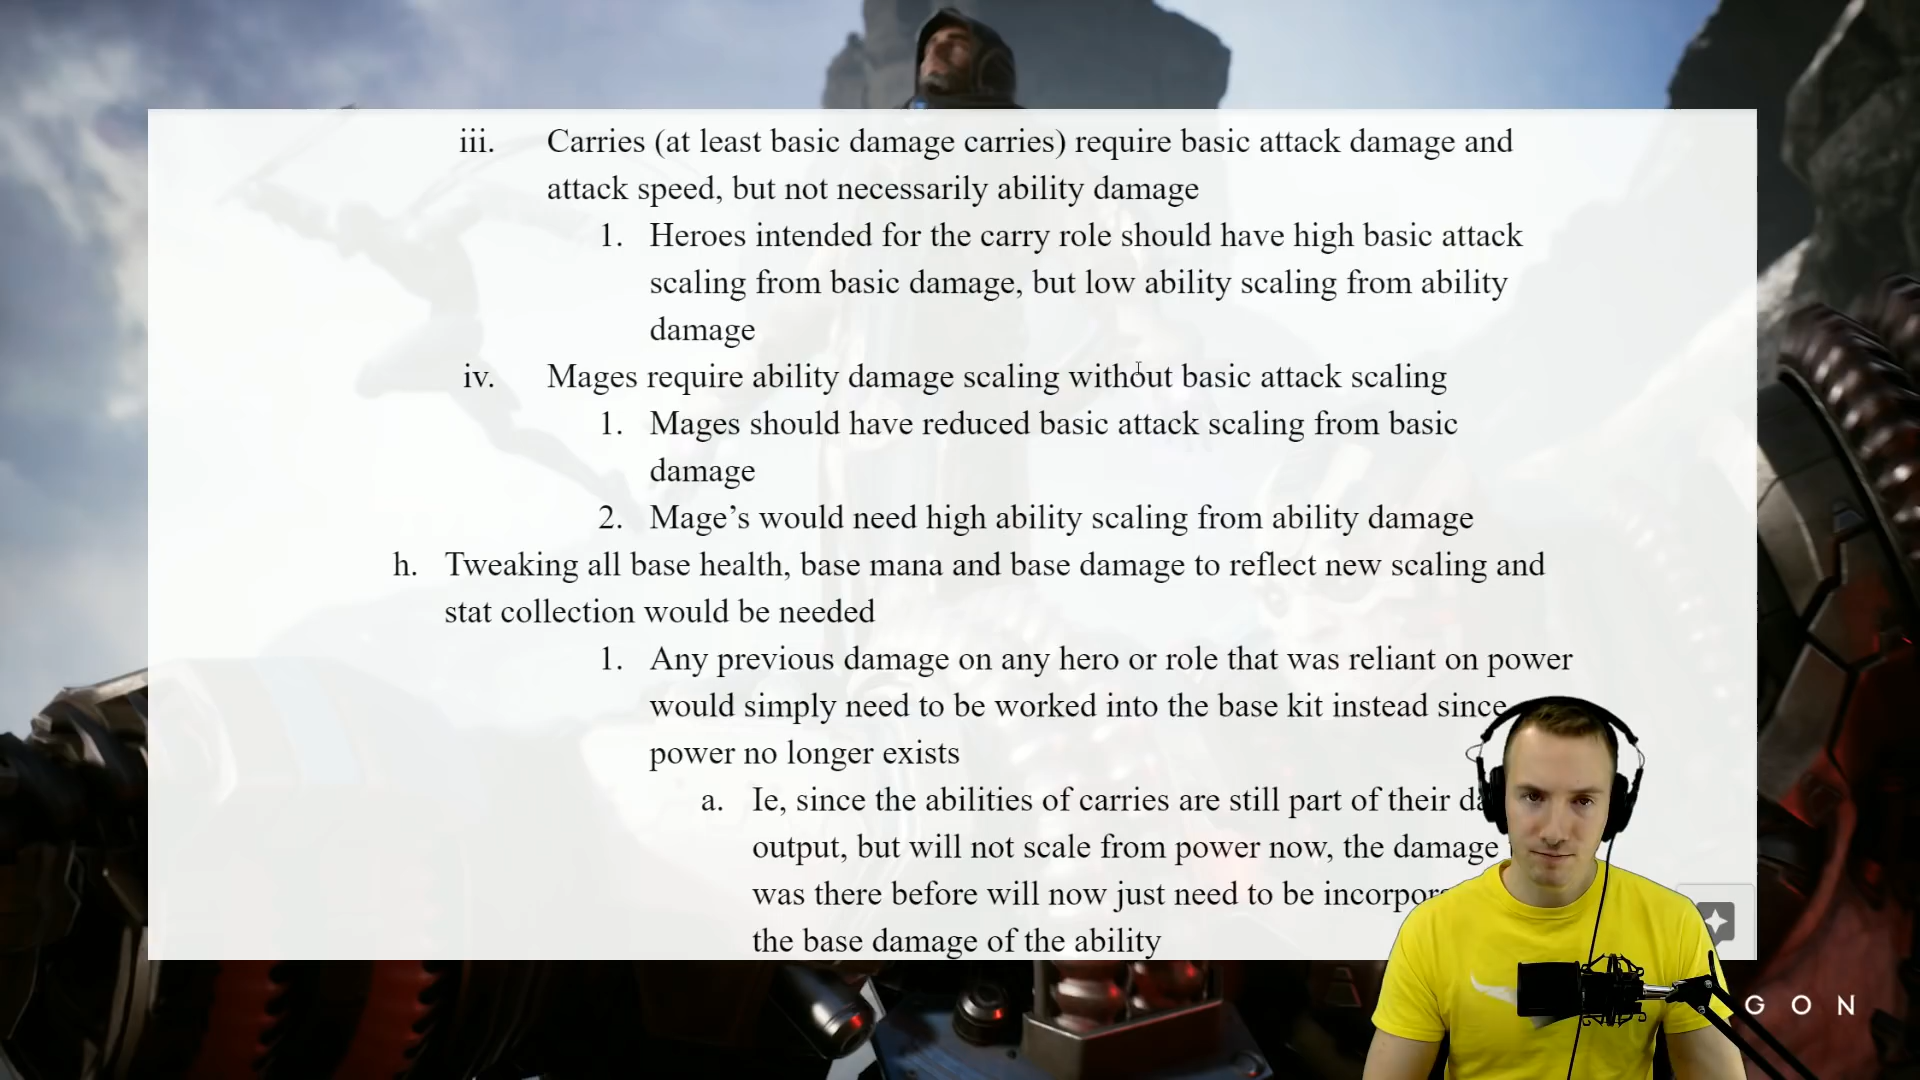 iii. Carries (at least basic damage carries) require basic attack damage and
attack speed, but not necessarily ability damage
1. Heroes intended for the carry role should have high basic attack
scaling from basic damage, but low ability scaling from ability
damage
iv. Mages require ability damage scaling without basic attack scaling
1. Mages should have reduced basic attack scaling from basic
damage
2. Mage’s would need high ability scaling from ability damage
h. Tweaking all base health, base mana and base damage to reflect new scaling and
stat collection would be needed
1. Any previous damage on any hero or role that was reliant on power
would simply need to be worked into the base kit instead since
power no longer exists
a. Ie, since the abilities of carries are still part of their
output, but will not scale from power now, the damage
was there before will now just need to be
the base damage of the ability
GON